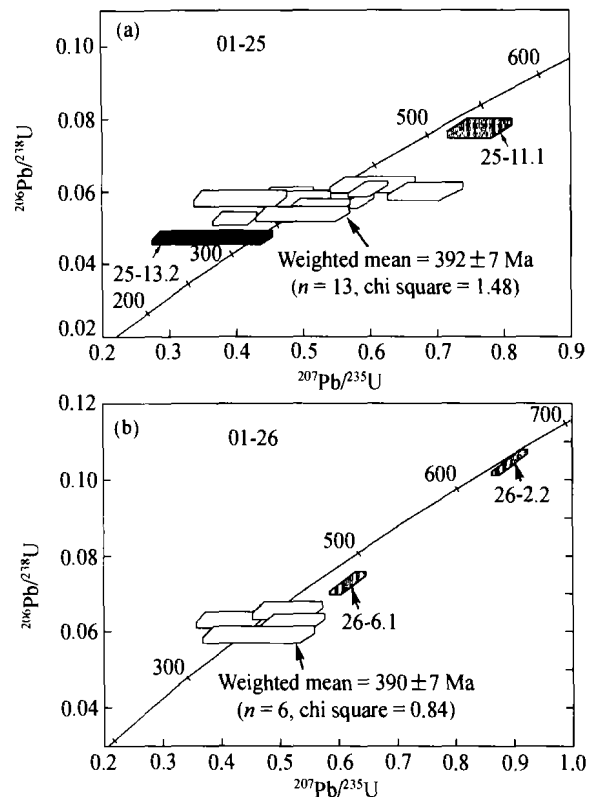 (a)
01-25
0.10
0.08
0.06
0.04
0.02
206Pb/238U
600
500
300
200
25-11.1
25-13.2
Weighted mean = 392 ± 7 Ma
(n = 13, chi square = 1.48)
0.2 0.3 0.4 0.5 0.6 0.7 0.8 0.9
207Pb/235U
(b)
01-26
0.12
0.10
0.08
0.06
0.04
0.03
206Pb/238U
700
600
500
300
26-2.2
26-6.1
Weighted mean = 390 ± 7 Ma
(n = 6, chi square = 0.84)
0.2 0.3 0.4 0.5 0.6 0.7 0.8 0.9 1.0
207Pb/235U